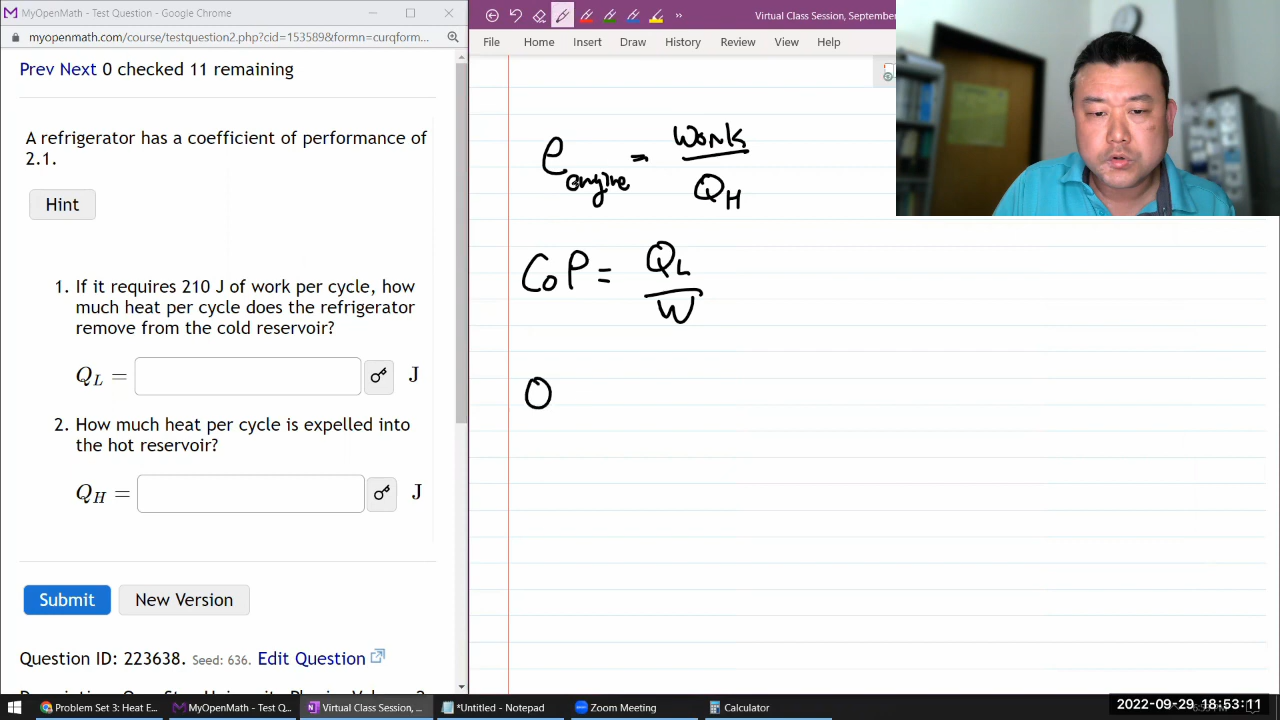 MyOpenMath - Test Question - Google Chrome
myopenmath.com/course/testquestion2.php?cid=153589&formn=curqform...
Prev Next 0 checked 11 remaining
A refrigerator has a coefficient of performance of
2.1.
Hint
1. If it requires 210 J of work per cycle, how
much heat per cycle does the refrigerator
remove from the cold reservoir?
Q_L = J
2. How much heat per cycle is expelled into
the hot reservoir?
Q_H = J
Submit New Version
Question ID: 223638. Seed: 636. Edit Question
Virtual Class Session, September
File Home Insert Draw History Review View Help
e_engine = Work / Q_H
CoP = Q_L / W
O
Problem Set 3: Heat E... MyOpenMath - Test Q... Virtual Class Session, ... *Untitled - Notepad Zoom Meeting Calculator
2022-09-29 18:53:11